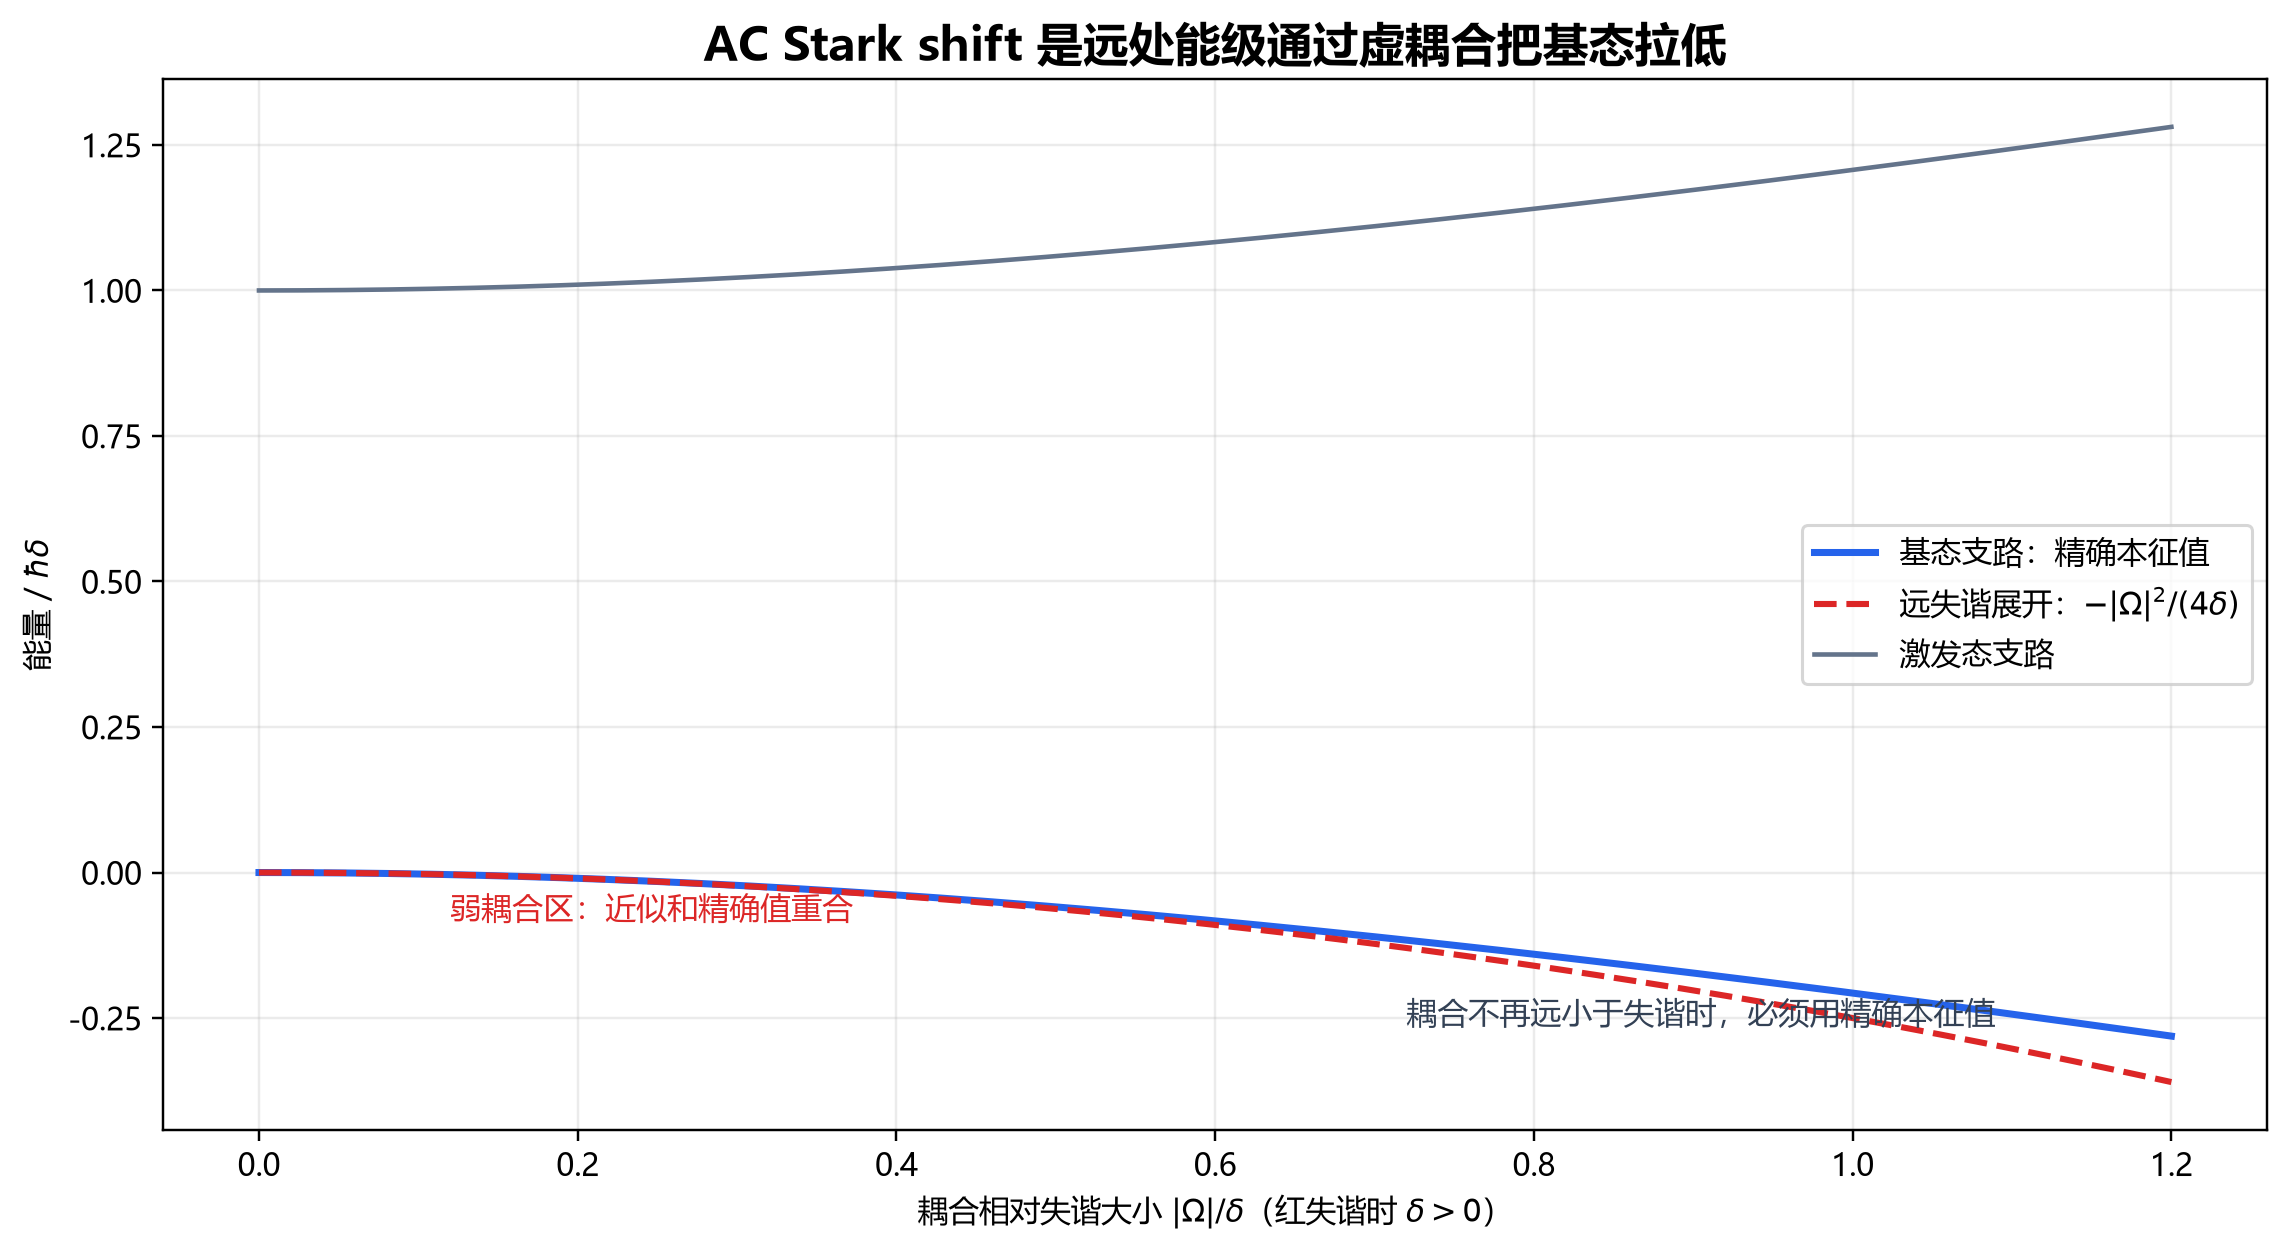 AC Stark shift 是远处能级通过虚耦合把基态拉低
能量 / ℏδ
1.25
1.00
0.75
0.50
0.25
0.00
-0.25
基态支路：精确本征值
远失谐展开：−|Ω|²/(4δ)
激发态支路
弱耦合区：近似和精确值重合
耦合不再远小于失谐时，必须用精确本征值
0.0 0.2 0.4 0.6 0.8 1.0 1.2
耦合相对失谐大小 |Ω|/δ（红失谐时 δ > 0）